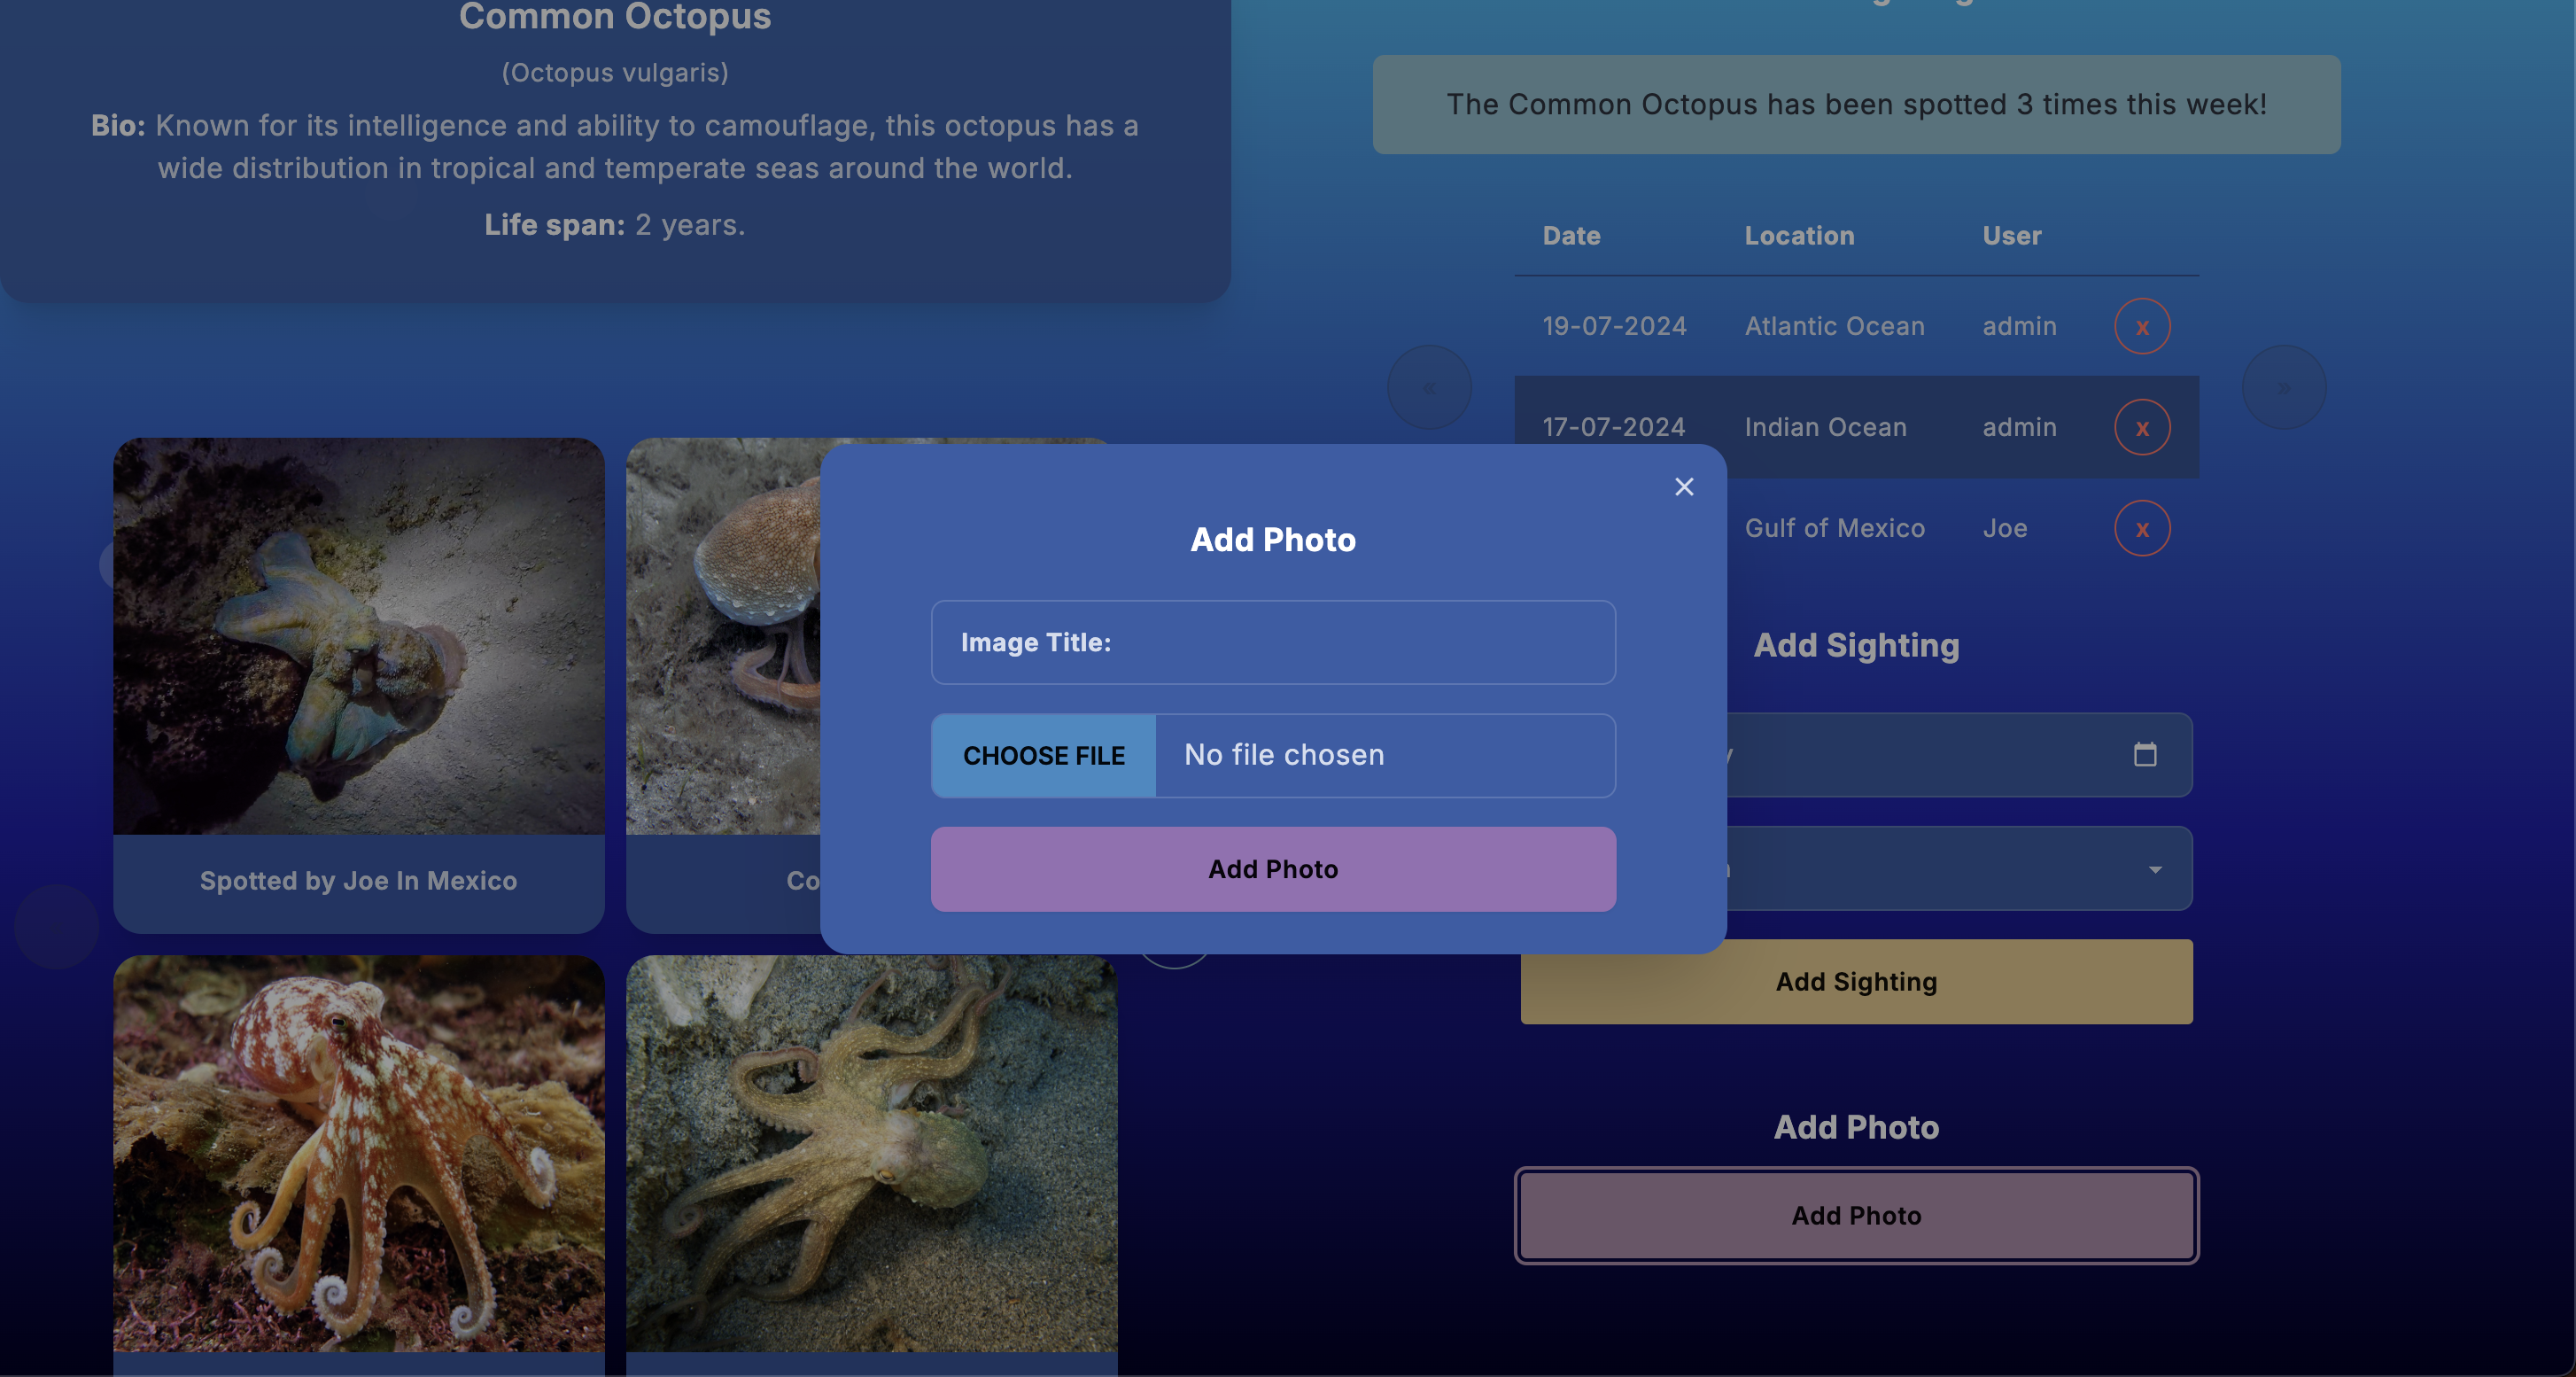 Common Octopus
(Octopus vulgaris)
Bio: Known for its intelligence and ability to camouflage, this octopus has a
wide distribution in tropical and temperate seas around the world.
Life span: 2 years.
The Common Octopus has been spotted 3 times this week!
Date Location User
19-07-2024 Atlantic Ocean admin x
« »
17-07-2024 Indian Ocean admin x
Gulf of Mexico Joe x
Add Photo
Image Title:
CHOOSE FILE No file chosen
Add Photo
Spotted by Joe In Mexico
Co
Add Sighting
Add Sighting
Add Photo
Add Photo